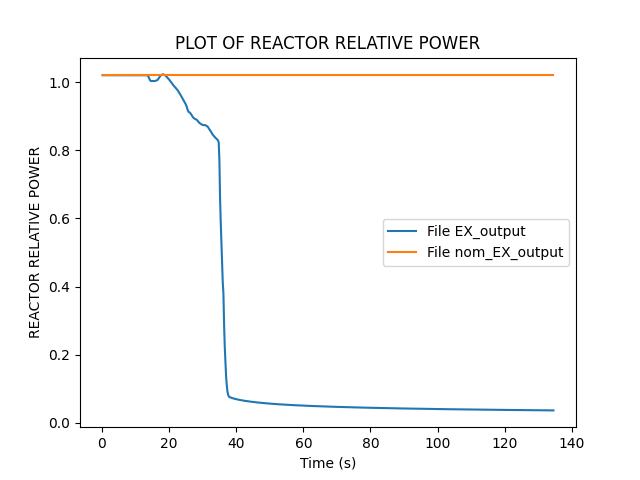 PLOT OF REACTOR RELATIVE POWER
REACTOR RELATIVE POWER
1.0
0.8
0.6
0.4
0.2
0.0
File EX_output
File nom_EX_output
0 20 40 60 80 100 120 140
Time (s)